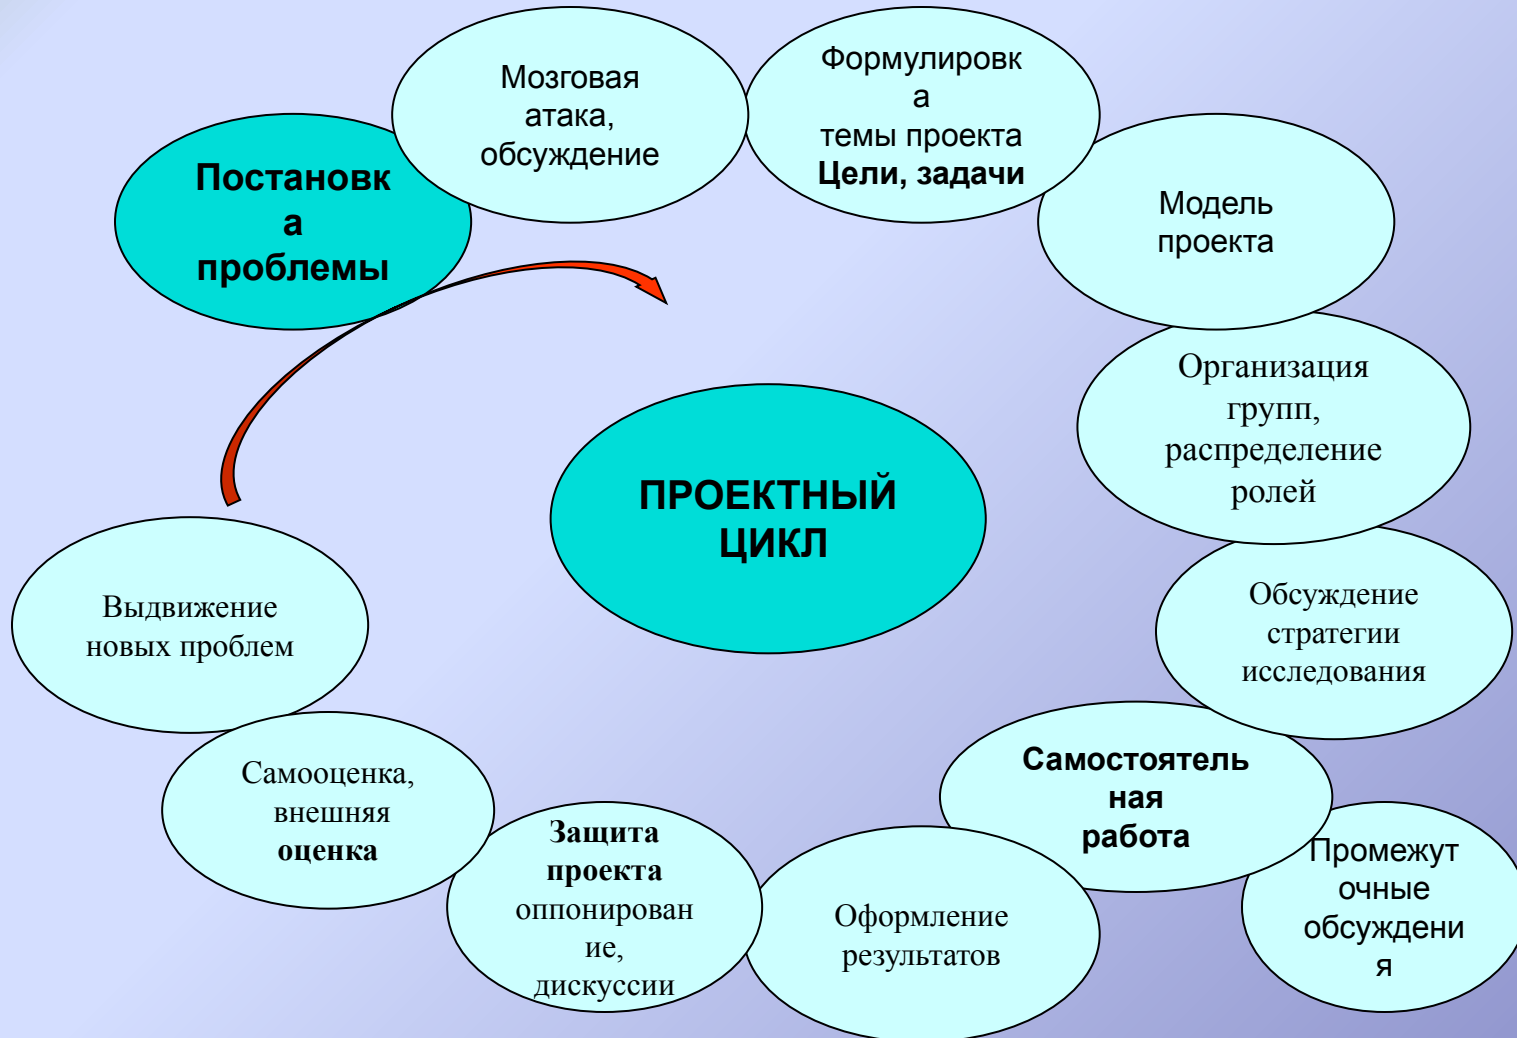 Постановк
а
проблемы
Мозговая
атака,
обсуждение
Формулировк
а
темы проекта
Цели, задачи
Модель
проекта
Организация
групп,
распределение
ролей
Обсуждение
стратегии
исследования
Самостоятель
ная
работа
Промежут
очные
обсуждени
я
Оформление
результатов
Защита
проекта
оппонирован
ие,
дискуссии
Самооценка,
внешняя
оценка
Выдвижение
новых проблем
ПРОЕКТНЫЙ
ЦИКЛ